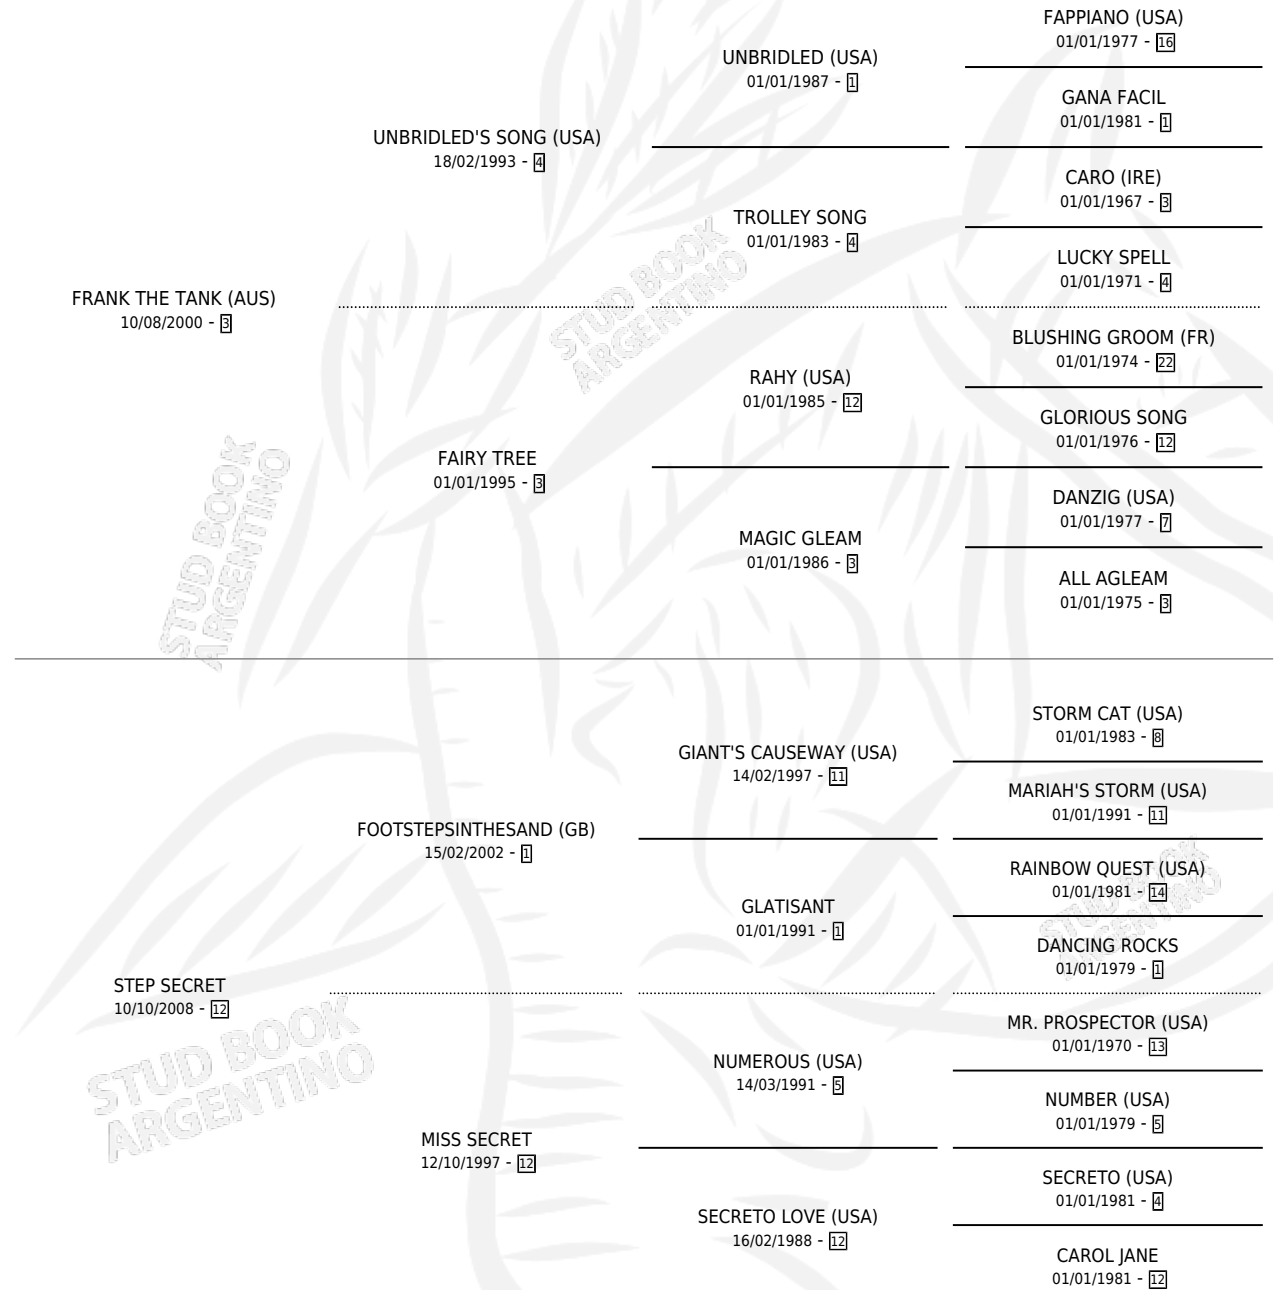 FAPPIANO (USA)
01/01/1977 - 16
UNBRIDLED (USA)
01/01/1987 - 1
GANA FACIL
01/01/1981 - 1
UNBRIDLED'S SONG (USA)
18/02/1993 - 4
CARO (IRE)
01/01/1967 - 3
TROLLEY SONG
01/01/1983 - 4
LUCKY SPELL
01/01/1971 - 4
FRANK THE TANK (AUS)
10/08/2000 - 3
BLUSHING GROOM (FR)
01/01/1974 - 22
RAHY (USA)
01/01/1985 - 12
GLORIOUS SONG
01/01/1976 - 12
FAIRY TREE
01/01/1995 - 3
DANZIG (USA)
01/01/1977 - 7
MAGIC GLEAM
01/01/1986 - 3
ALL AGLEAM
01/01/1975 - 3
STORM CAT (USA)
01/01/1983 - 8
GIANT'S CAUSEWAY (USA)
14/02/1997 - 11
MARIAH'S STORM (USA)
01/01/1991 - 11
FOOTSTEPSINTHESAND (GB)
15/02/2002 - 1
RAINBOW QUEST (USA)
01/01/1981 - 14
GLATISANT
01/01/1991 - 1
DANCING ROCKS
01/01/1979 - 1
STEP SECRET
10/10/2008 - 12
MR. PROSPECTOR (USA)
01/01/1970 - 13
NUMEROUS (USA)
14/03/1991 - 5
NUMBER (USA)
01/01/1979 - 5
MISS SECRET
12/10/1997 - 12
SECRETO (USA)
01/01/1981 - 4
SECRETO LOVE (USA)
16/02/1988 - 12
CAROL JANE
01/01/1981 - 12
STUD BOOK
ARGENTINO
STUD BOOK
ARGENTINO
STUD BOOK
ARGENTINO
STUD BOOK
ARGENTINO